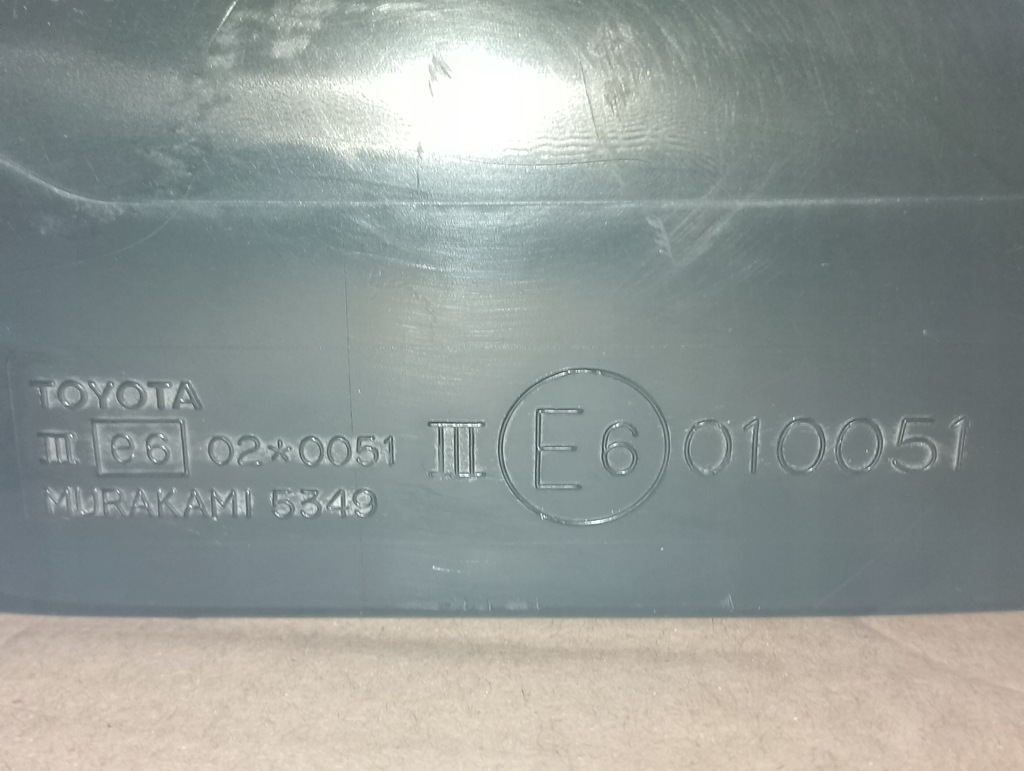 TOYOTA
III e6 02*0051
MURAKAMI 5349
III E6 010051